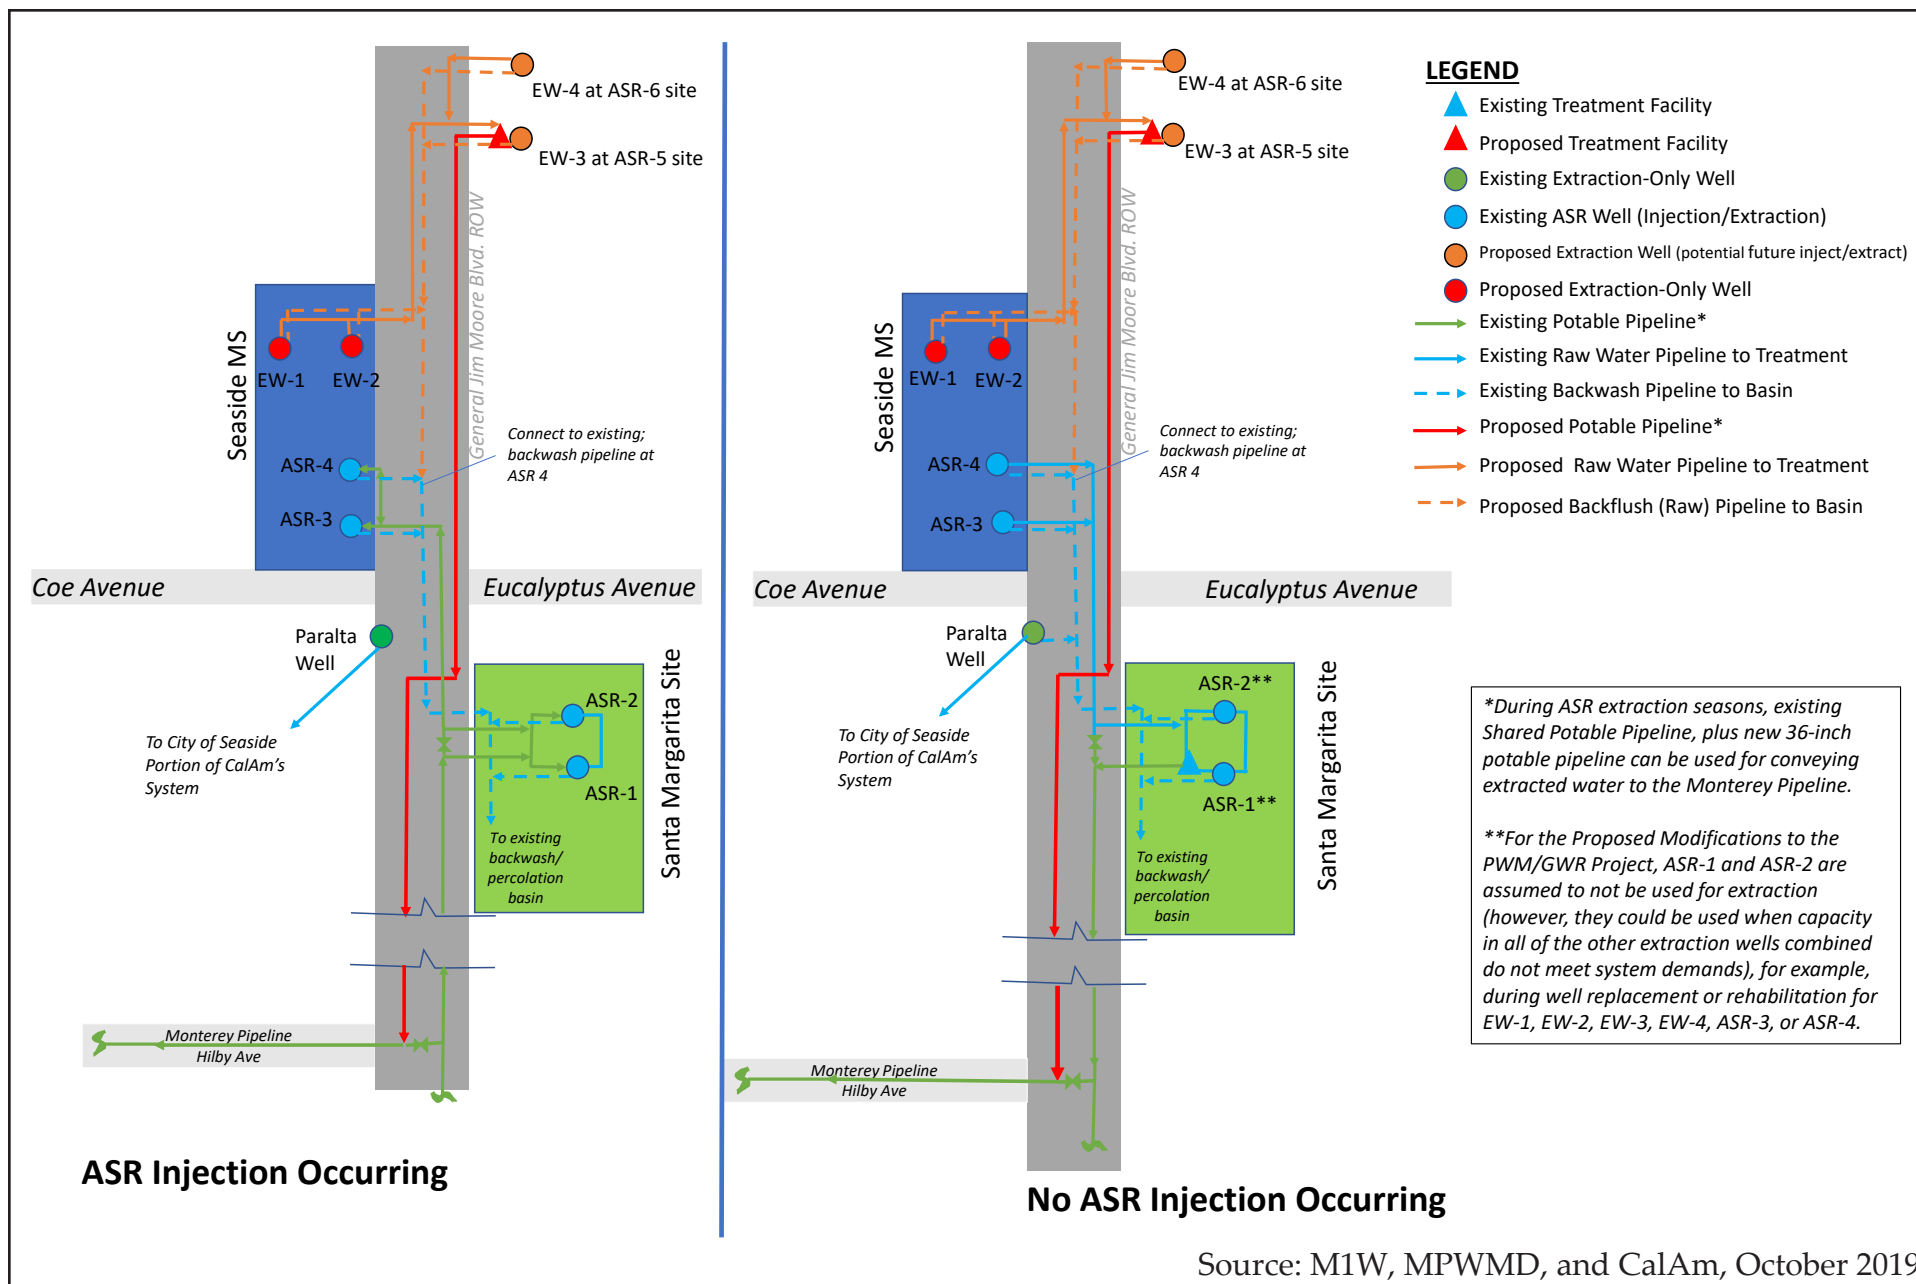 EW-4 at ASR-6 site
EW-3 at ASR-5 site
General Jim Moore Blvd. ROW
Seaside MS
EW-1
EW-2
Connect to existing;
backwash pipeline at
ASR 4
ASR-4
ASR-3
Coe Avenue
Eucalyptus Avenue
Paralta
Well
To City of Seaside
Portion of CalAm's
System
ASR-2
ASR-1
To existing
backwash/
percolation
basin
Santa Margarita Site
Monterey Pipeline
Hilby Ave
ASR Injection Occurring
EW-4 at ASR-6 site
EW-3 at ASR-5 site
General Jim Moore Blvd. ROW
Seaside MS
EW-1
EW-2
Connect to existing;
backwash pipeline at
ASR 4
ASR-4
ASR-3
Coe Avenue
Eucalyptus Avenue
Paralta
Well
To City of Seaside
Portion of CalAm's
System
ASR-2**
ASR-1**
To existing
backwash/
percolation
basin
Santa Margarita Site
Monterey Pipeline
Hilby Ave
No ASR Injection Occurring
LEGEND
Existing Treatment Facility
Proposed Treatment Facility
Existing Extraction-Only Well
Existing ASR Well (Injection/Extraction)
Proposed Extraction Well (potential future inject/extract)
Proposed Extraction-Only Well
Existing Potable Pipeline*
Existing Raw Water Pipeline to Treatment
Existing Backwash Pipeline to Basin
Proposed Potable Pipeline*
Proposed Raw Water Pipeline to Treatment
Proposed Backflush (Raw) Pipeline to Basin
*During ASR extraction seasons, existing
Shared Potable Pipeline, plus new 36-inch
potable pipeline can be used for conveying
extracted water to the Monterey Pipeline.
**For the Proposed Modifications to the
PWM/GWR Project, ASR-1 and ASR-2 are
assumed to not be used for extraction
(however, they could be used when capacity
in all of the other extraction wells combined
do not meet system demands), for example,
during well replacement or rehabilitation for
EW-1, EW-2, EW-3, EW-4, ASR-3, or ASR-4.
Source: M1W, MPWMD, and CalAm, October 2019